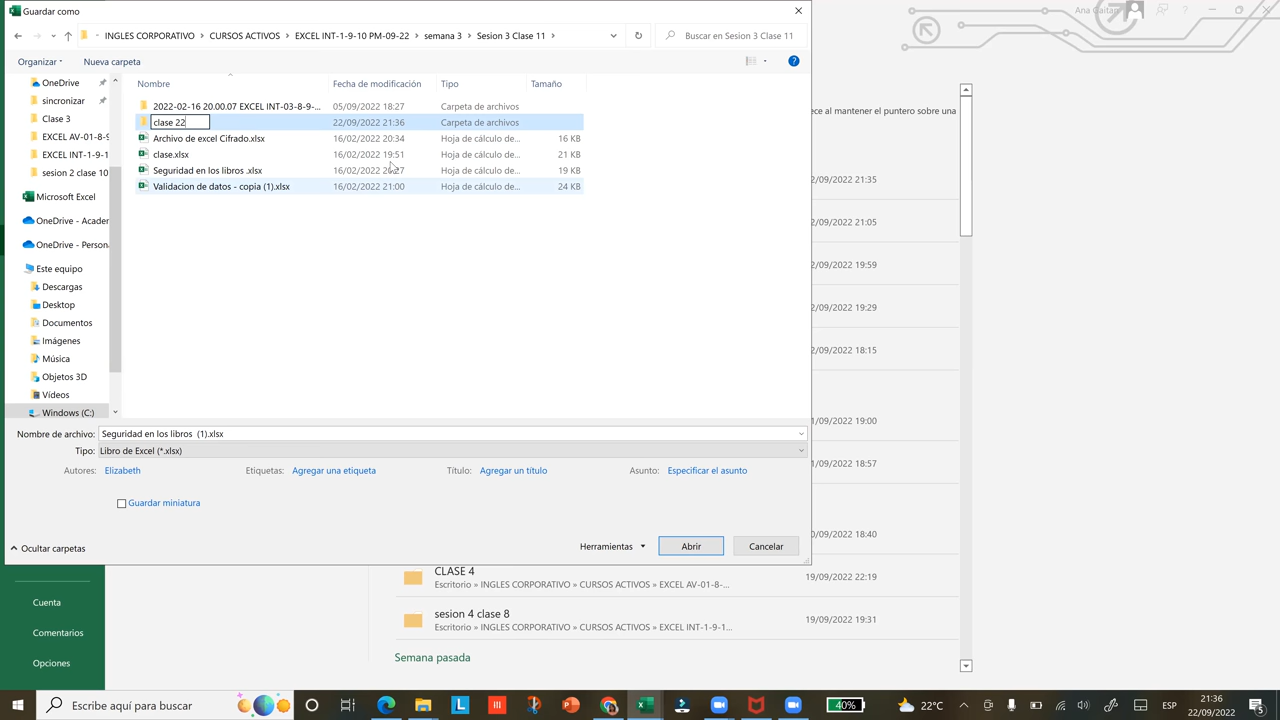 Guardar como
Ana Gaitan
INGLES CORPORATIVO > CURSOS ACTIVOS > EXCEL INT-1-9-10 PM-09-22 > semana 3 > Sesion 3 Clase 11 >
Buscar en Sesion 3 Clase 11
Organizar
Nueva carpeta
Nombre
Fecha de modificación
Tipo
Tamaño
OneDrive
sincronizar
Clase 3
EXCEL AV-01-8-9
EXCEL INT-1-9-1
sesion 2 clase 10
Microsoft Excel
OneDrive - Acader
OneDrive - Persona
Este equipo
Descargas
Desktop
Documentos
Imágenes
Música
Objetos 3D
Vídeos
Windows (C:)
2022-02-16 20.00.07 EXCEL INT-03-8-9-... 05/09/2022 18:27 Carpeta de archivos
clase 22 22/09/2022 21:36 Carpeta de archivos
Archivo de excel Cifrado.xlsx 16/02/2022 20:34 Hoja de cálculo de... 16 KB
clase.xlsx 16/02/2022 19:51 Hoja de cálculo de... 21 KB
Seguridad en los libros .xlsx 16/02/2022 20:27 Hoja de cálculo de... 19 KB
Validacion de datos - copia (1).xlsx 16/02/2022 21:00 Hoja de cálculo de... 24 KB
Nombre de archivo: Seguridad en los libros (1).xlsx
Tipo: Libro de Excel (*.xlsx)
Autores: Elizabeth
Etiquetas: Agregar una etiqueta
Título: Agregar un título
Asunto: Especificar el asunto
Guardar miniatura
Ocultar carpetas
Herramientas
Abrir
Cancelar
ece al mantener el puntero sobre una
2/09/2022 21:35
2/09/2022 21:05
2/09/2022 19:59
2/09/2022 19:29
2/09/2022 18:15
1/09/2022 19:00
1/09/2022 18:57
0/09/2022 18:40
CLASE 4
Escritorio » INGLES CORPORATIVO » CURSOS ACTIVOS » EXCEL AV-01-8-...
19/09/2022 22:19
sesion 4 clase 8
Escritorio » INGLES CORPORATIVO » CURSOS ACTIVOS » EXCEL INT-1-9-1...
19/09/2022 19:31
Semana pasada
Cuenta
Comentarios
Opciones
Escribe aquí para buscar
40%
22°C
ESP
21:36
22/09/2022
5